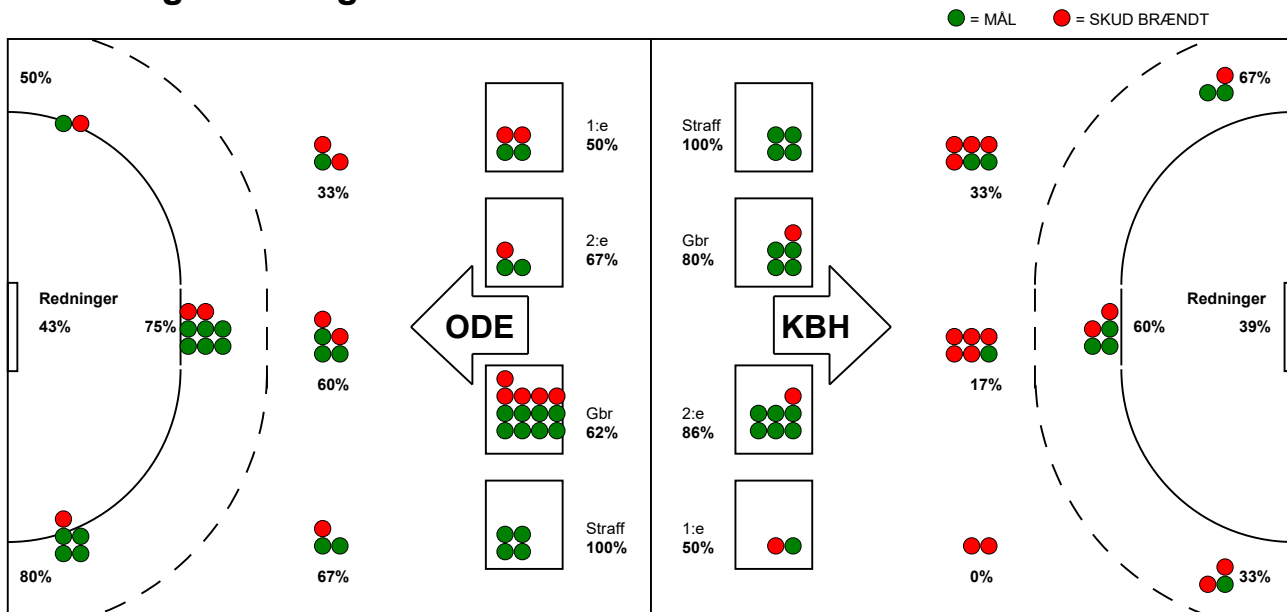 = MÅL = SKUD BRÆNDT
50%
67%
1:e
50%
Straff
100%
33%
33%
2:e
67%
Gbr
80%
Redninger
43%
75%
ODE
KBH
60%
Redninger
39%
60%
17%
Gbr
62%
2:e
86%
Straff
100%
1:e
50%
80%
67%
0%
33%